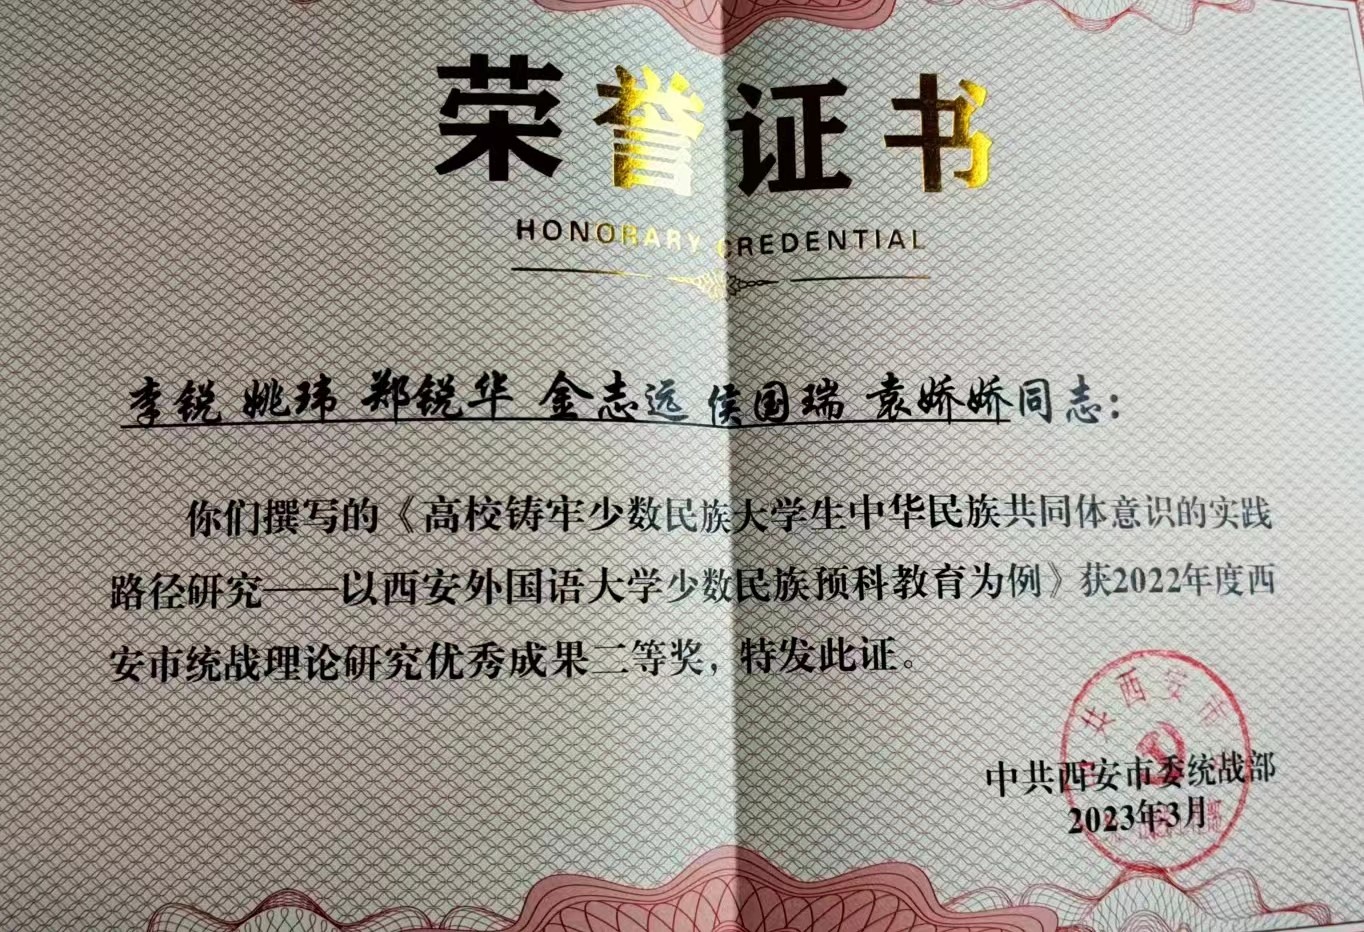 荣誉证书
HONORARY CREDENTIAL
李锐 姚玮 郑锐华 金志远 侯国瑞 袁娇娇同志：
你们撰写的《高校铸牢少数民族大学生中华民族共同体意识的实践
路径研究——以西安外国语大学少数民族预科教育为例》获2022年度西
安市统战理论研究优秀成果二等奖，特发此证。
中共西安市委统战部
2023年3月